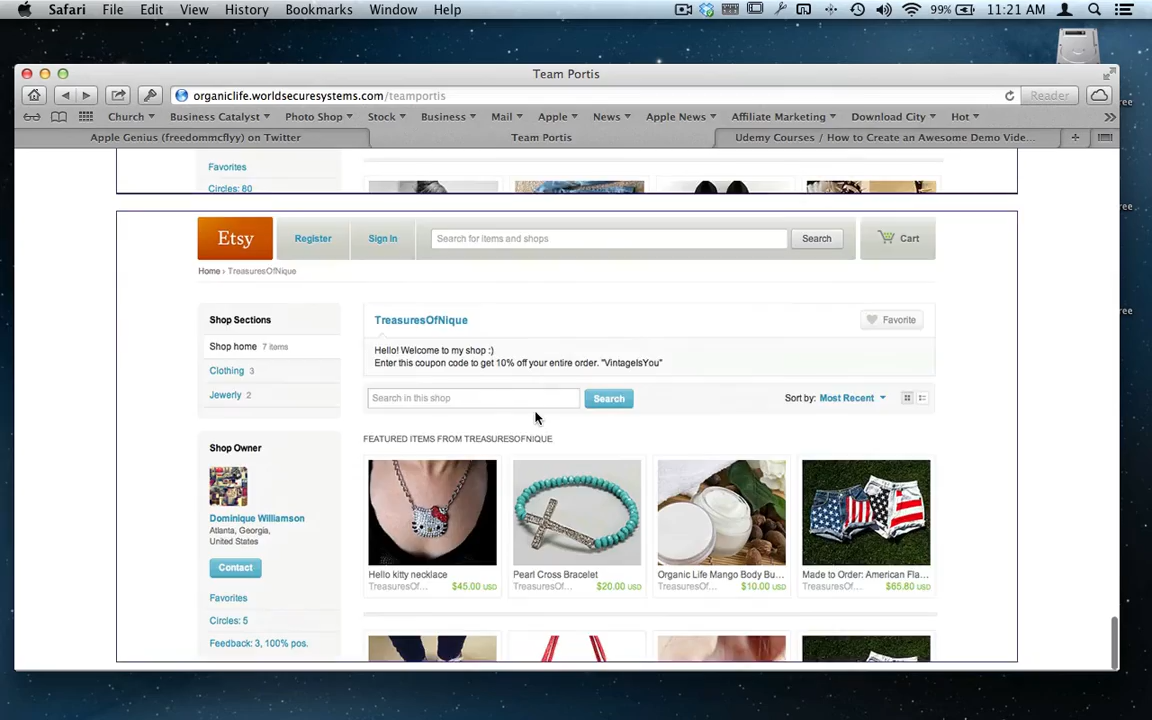 Safari File Edit View History Bookmarks Window Help 99% 11:21 AM
Team Portis
organiclife.worldsecuresystems.com/teamportis Reader
Church Business Catalyst Photo Shop Stock Business Mail Apple News Apple News Affiliate Marketing Download City Hot
Apple Genius (freedommcflyy) on Twitter Team Portis Udemy Courses / How to Create an Awesome Demo Vide...
Favorites
Circles: 60
Etsy Register Sign In Search for items and shops Search Cart
Home › TreasuresOfNique
Shop Sections
Shop home 7 items
Clothing 3
Jewerly 2
TreasuresOfNique Favorite
Hello! Welcome to my shop :)
Enter this coupon code to get 10% off your entire order. "VintageIsYou"
Search in this shop Search Sort by: Most Recent
FEATURED ITEMS FROM TREASURESOFNIQUE
Shop Owner
Dominique Williamson
Atlanta, Georgia,
United States
Contact
Favorites
Circles: 5
Feedback: 3, 100% pos.
Hello kitty necklace Pearl Cross Bracelet Organic Life Mango Body Bu... Made to Order: American Fla...
TreasuresOf... $45.00 USD TreasuresOf... $20.00 USD TreasuresOf... $10.00 USD TreasuresOf... $65.80 USD
ree
ree